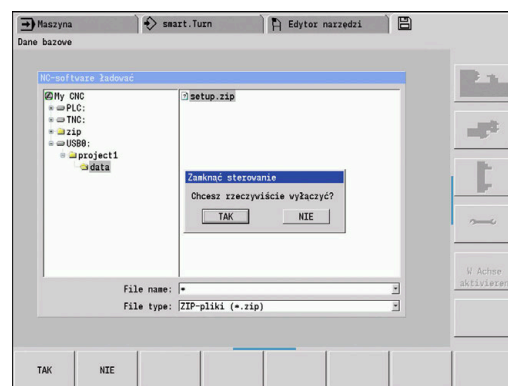 Maszyna
smart.Turn
Edytor narzędzi
Dane bazowe
NC-software ładować
My CNC
PLC:
TNC:
zip
USB0:
project1
data
setup.zip
Zamknąć sterowanie
Chcesz rzeczywiście wyłączyć?
TAK
NIE
File name: *
File type: ZIP-pliki (*.zip)
W Achse
aktivieren
TAK
NIE